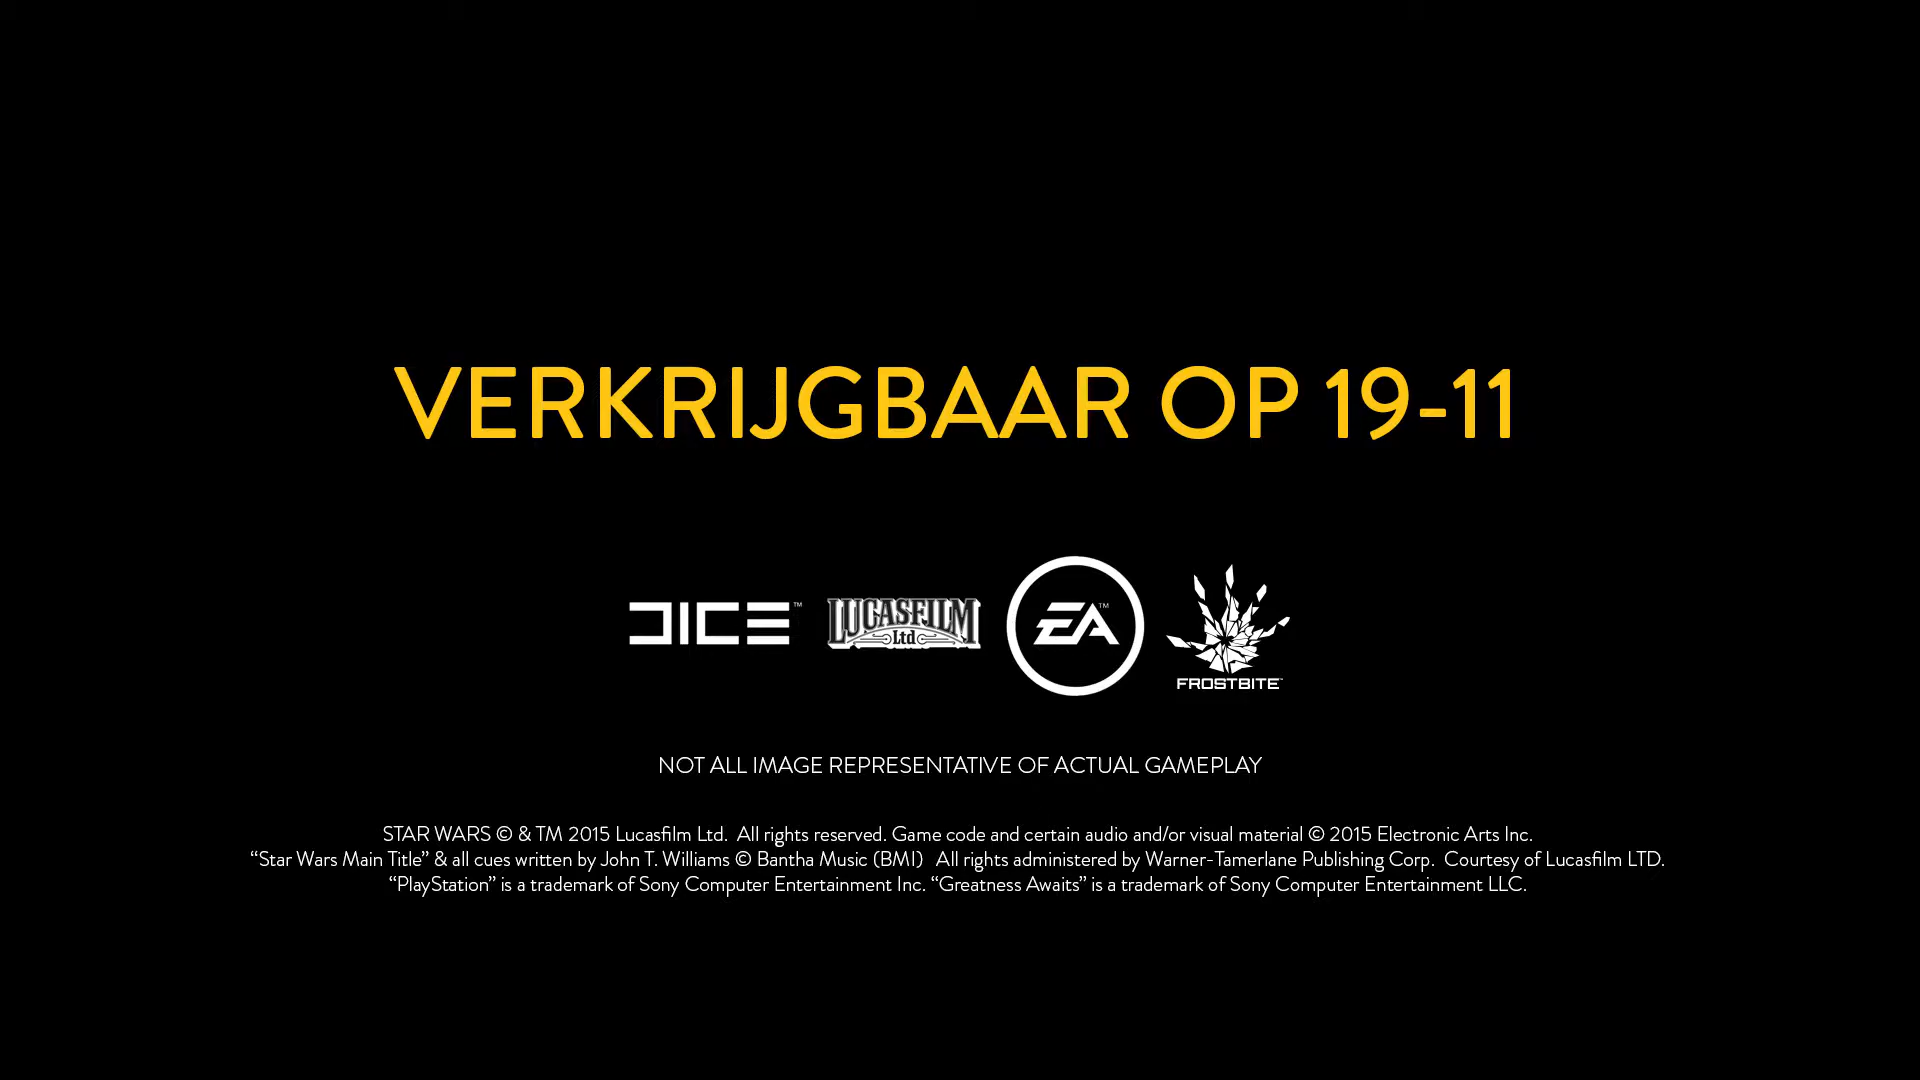 VERKRIJGBAAR OP 19-11
DICE™ LUCASFILM Ltd EA™ FROSTBITE™
NOT ALL IMAGE REPRESENTATIVE OF ACTUAL GAMEPLAY
STAR WARS © & TM 2015 Lucasfilm Ltd. All rights reserved. Game code and certain audio and/or visual material © 2015 Electronic Arts Inc.
“Star Wars Main Title” & all cues written by John T. Williams © Bantha Music (BMI) All rights administered by Warner-Tamerlane Publishing Corp. Courtesy of Lucasfilm LTD.
“PlayStation” is a trademark of Sony Computer Entertainment Inc. “Greatness Awaits” is a trademark of Sony Computer Entertainment LLC.